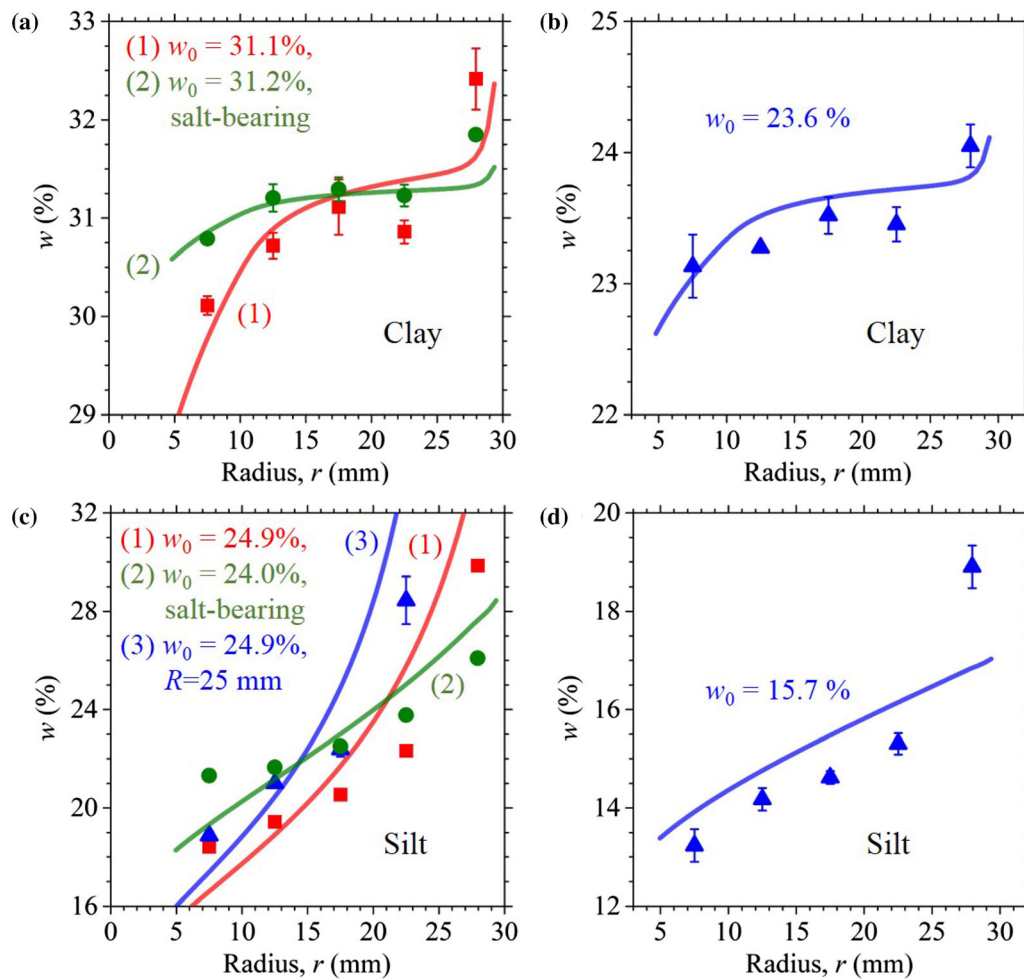 (a)
33
32
31
30
29
w (%)
(1) w₀ = 31.1%,
(2) w₀ = 31.2%,
salt-bearing
(2)
(1)
Clay
0 5 10 15 20 25 30
Radius, r (mm)
(b)
25
24
23
22
w (%)
w₀ = 23.6 %
Clay
5 10 15 20 25 30
Radius, r (mm)
(c)
32
28
24
20
16
w (%)
(1) w₀ = 24.9%,
(2) w₀ = 24.0%,
salt-bearing
(3) w₀ = 24.9%,
R=25 mm
(3)
(1)
(2)
Silt
0 5 10 15 20 25 30
Radius, r (mm)
(d)
20
18
16
14
12
w (%)
w₀ = 15.7 %
Silt
5 10 15 20 25 30
Radius, r (mm)